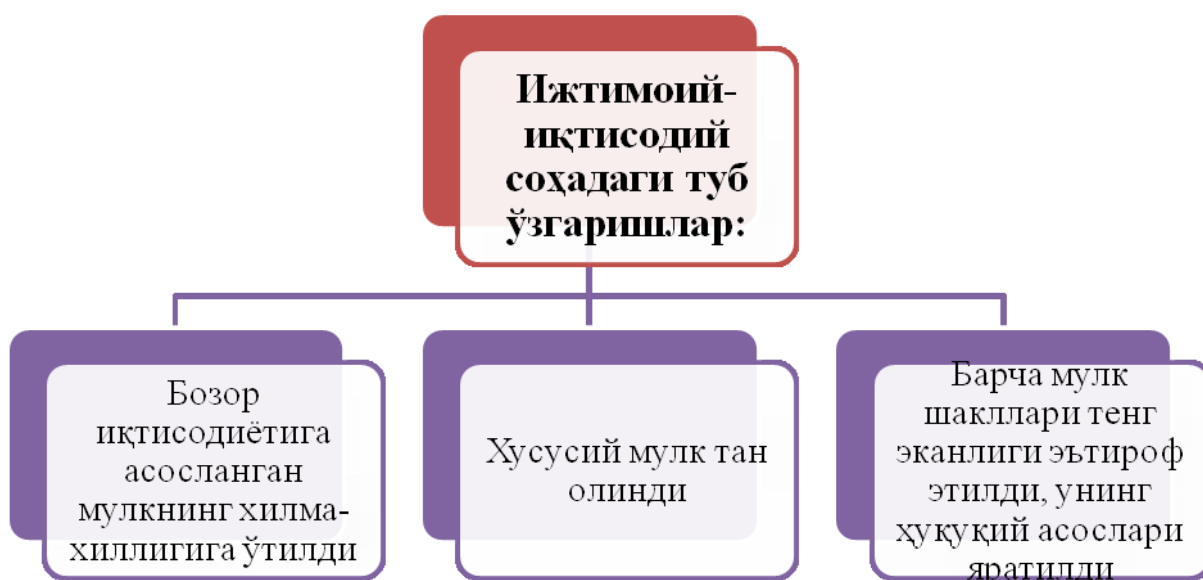 Ижтимоий-
иқтисодий
соҳадаги туб
ўзгаришлар:
Бозор
иқтисодиётига
асосланган
мулкнинг хилма-
хиллигига ўтилди
Хусусий мулк тан
олинди
Барча мулк
шакллари тенг
эканлиги эътироф
этилди, унинг
ҳуқуқий асослари
яратилди